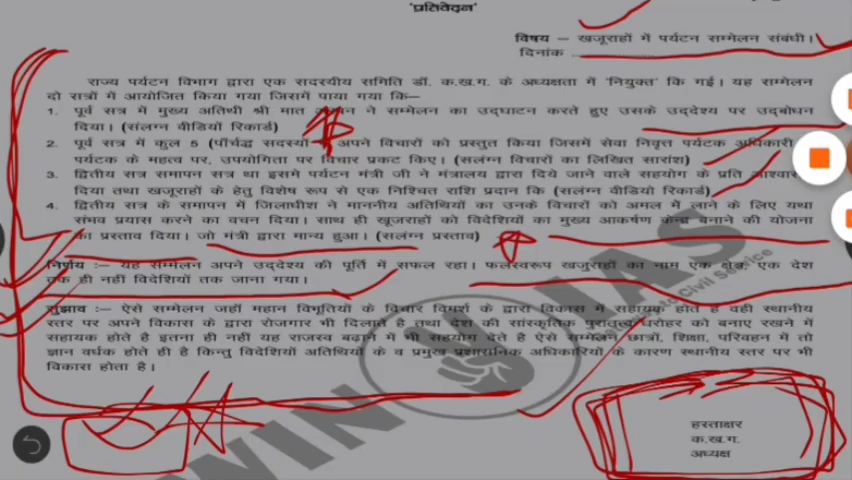 'प्रतिवेदन'
विषय – खजूराहों में पर्यटन सम्मेलन संबंधी।
दिनांक ....................
राज्य पर्यटन विभाग द्वारा एक सदस्यीय समिति डॉ. क.ख.ग. के अध्यक्षता में 'नियुक्त' कि गई। यह सम्मेलन
दो सत्रों में आयोजित किया गया जिसमें पाया गया कि–
1. पूर्व सत्र में मुख्य अतिथी श्री मात ने सम्मेलन का उद्घाटन करते हुए उसके उद्देश्य पर उद्बोधन
दिया। (संलग्न वीडियो रिकार्ड)
2. पूर्व सत्र में कुल 5 (पाँचद्ध सदस्यों अपने विचारों को प्रस्तुत किया जिसमें सेवा निवृत्त पर्यटक अधिकारी
पर्यटक के महत्व पर, उपयोगिता पर विचार प्रकट किए। (सलंग्न विचारों का लिखित सारांश)
3. द्वितीय सत्र समापन सत्र था इसमे पर्यटन मंत्री जी ने मंत्रालय द्वारा दिये जाने वाले सहयोग के प्रति
दिया तथा खजूराहों के हेतु विशेष रूप से एक निश्चित राशि प्रदान कि (सलंग्न वीडियो रिकार्ड)
4. द्वितीय सत्र के समापन में जिलाधीश ने माननीय अतिथियों का उनके विचारों को अमल में लाने के लिए यथा
संभव प्रयास करने का वचन दिया। साथ ही खूजराहों को विदेशियों का मुख्य आकर्षण केन्द्र बनाने की योजना
का प्रस्ताव दिया। जो मंत्री द्वारा मान्य हुआ। (सलंग्न प्रस्ताव)
निर्णय :– यह सम्मेलन अपने उद्देश्य की पूर्ति में सफल रहा। फलस्वरूप खजुराहों का नाम एक क्षेत्र, एक देश
तक ही नहीं विदेशियों तक जाना गया।
सुझाव :– ऐसे सम्मेलन जहाँ महान विभूतियों के विचार विमर्श के द्वारा विकास में सहायक होते है वही स्थानीय
स्तर पर अपने विकास के द्वारा रोजगार भी दिलाते है तथा देश की सांस्कृतिक पुरातृत्व धरोहर को बनाए रखने में
सहायक होते है इतना ही नहीं यह राजस्व बढ़ाने में भी सहयोग देते है ऐसे सम्मेलन छात्रों, शिक्षा, परिवहन में तो
ज्ञान वर्धक होते ही है किन्तु विदेशियों अतिथियों के व प्रमुख प्रशासनिक अधिकारियों के कारण स्थानीय स्तर पर भी
विकास होता है।
हस्ताक्षर
क.ख.ग.
अध्यक्ष